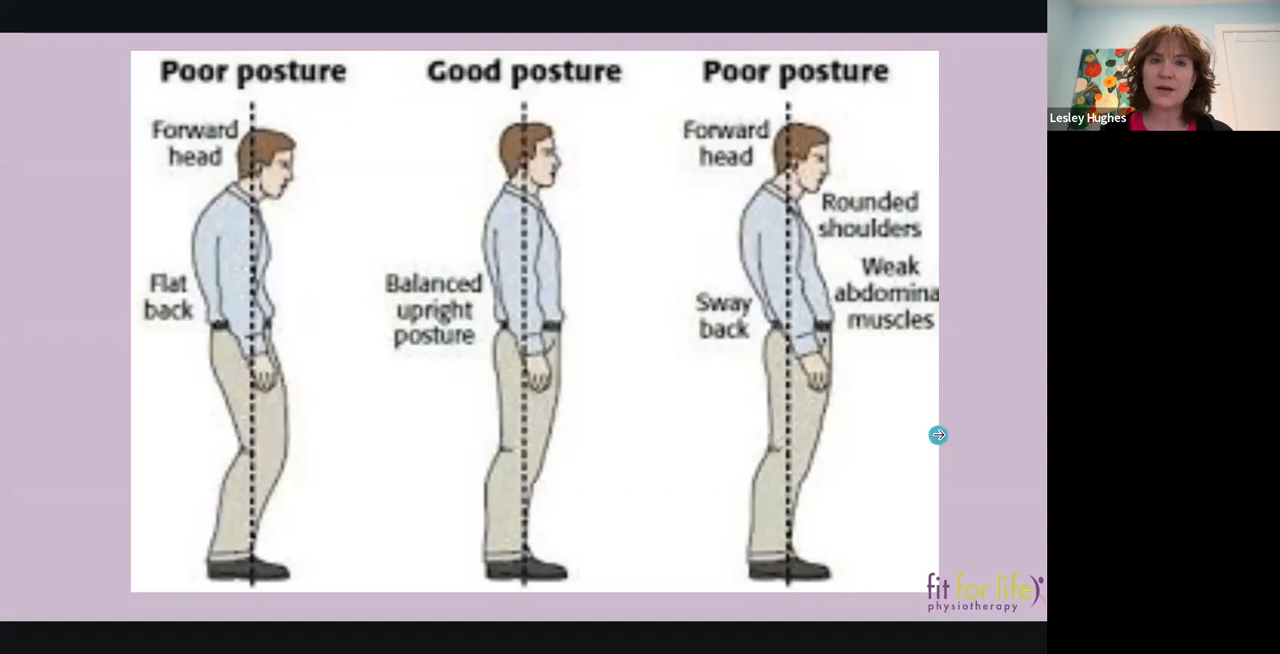 Poor posture
Forward
head
Flat
back
Good posture
Balanced
upright
posture
Poor posture
Forward
head
Rounded
shoulders
Weak
abdomina
muscles
Sway
back
fit for life
physiotherapy
Lesley Hughes